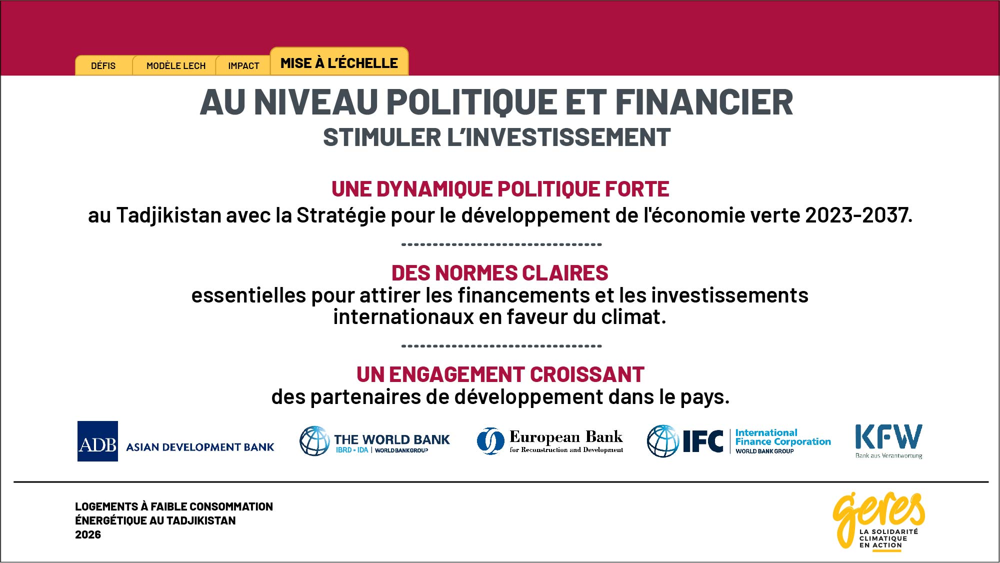 DÉFIS
MODÈLE LECH
IMPACT
MISE À L'ÉCHELLE
AU NIVEAU POLITIQUE ET FINANCIER
STIMULER L'INVESTISSEMENT
UNE DYNAMIQUE POLITIQUE FORTE
au Tadjikistan avec la Stratégie pour le développement de l'économie verte 2023-2037.
DES NORMES CLAIRES
essentielles pour attirer les financements et les investissements
internationaux en faveur du climat.
UN ENGAGEMENT CROISSANT
des partenaires de développement dans le pays.
ADB ASIAN DEVELOPMENT BANK
THE WORLD BANK
IBRD • IDA | WORLD BANK GROUP
European Bank
for Reconstruction and Development
IFC
International
Finance Corporation
WORLD BANK GROUP
KFW
Bank aus Verantwortung
LOGEMENTS À FAIBLE CONSOMMATION
ÉNERGÉTIQUE AU TADJIKISTAN
2026
geres
LA SOLIDARITÉ
CLIMATIQUE
EN ACTION